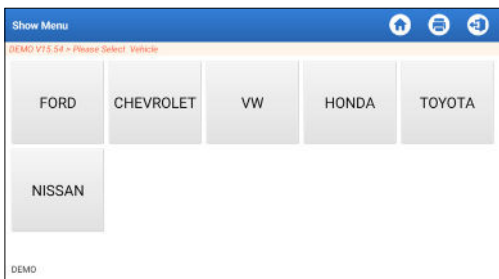 Show Menu
DEMO V15.54 > Please Select Vehicle
FORD CHEVROLET VW HONDA TOYOTA
NISSAN
DEMO